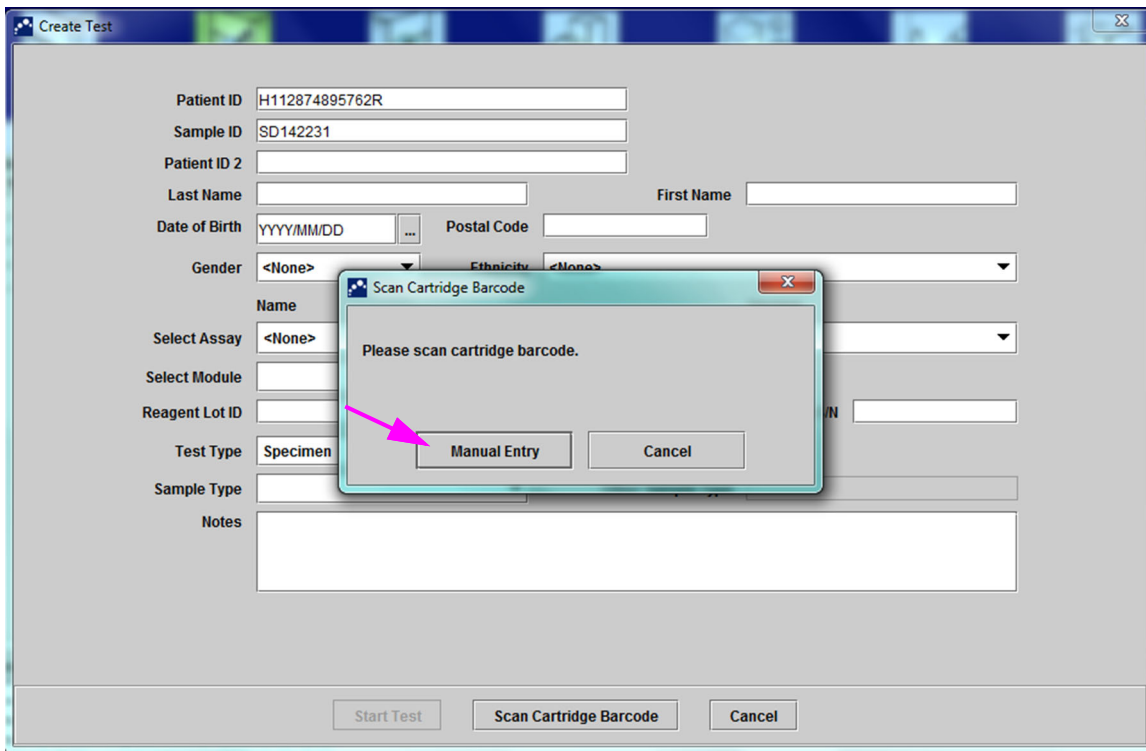 Create Test
Patient ID H112874895762R
Sample ID SD142231
Patient ID 2
Last Name First Name
Date of Birth YYYY/MM/DD ... Postal Code
Gender <None> Ethnicity <None>
Name
Select Assay <None>
Select Module
Reagent Lot ID /N
Test Type Specimen
Sample Type
Notes
Scan Cartridge Barcode
Please scan cartridge barcode.
Manual Entry Cancel
Start Test Scan Cartridge Barcode Cancel